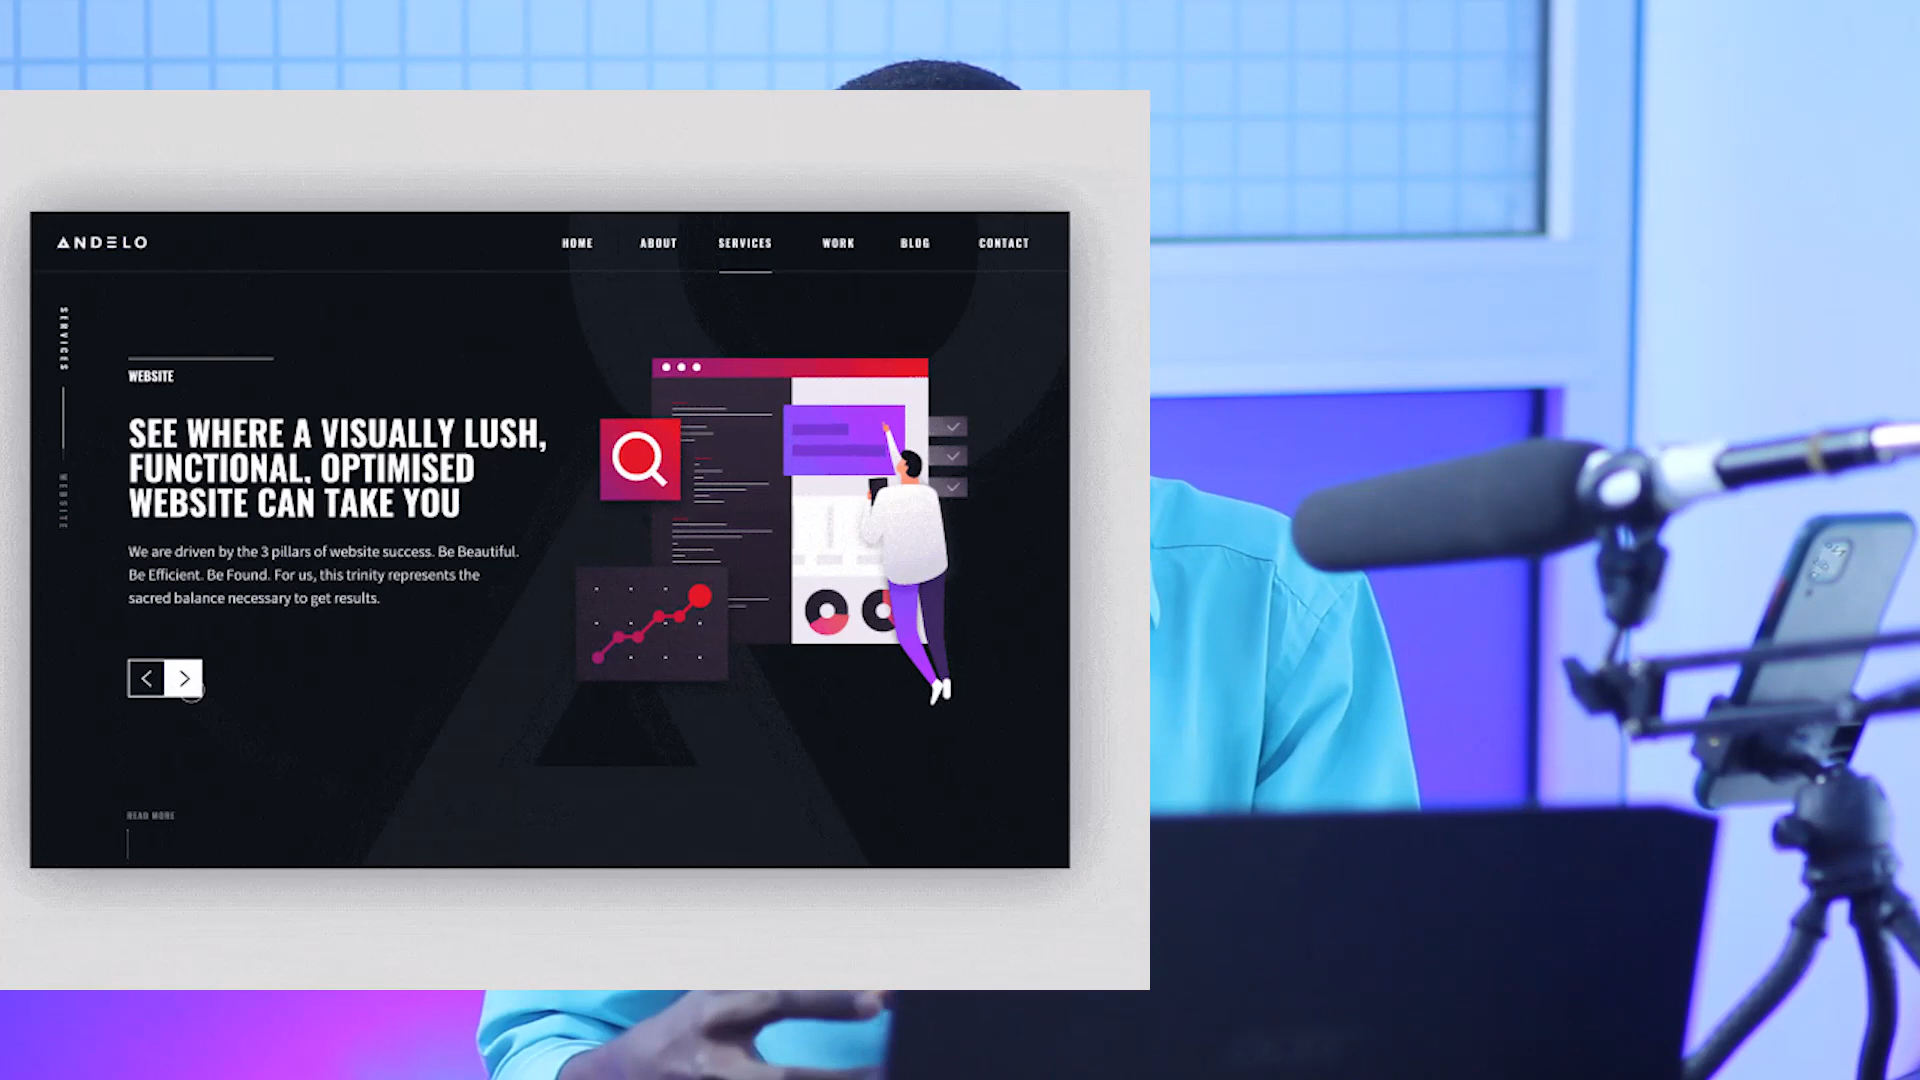 ANDELO
HOME ABOUT SERVICES WORK BLOG CONTACT
SERVICES
WEBSITE
WEBSITE
SEE WHERE A VISUALLY LUSH,
FUNCTIONAL. OPTIMISED
WEBSITE CAN TAKE YOU
We are driven by the 3 pillars of website success. Be Beautiful.
Be Efficient. Be Found. For us, this trinity represents the
sacred balance necessary to get results.
READ MORE